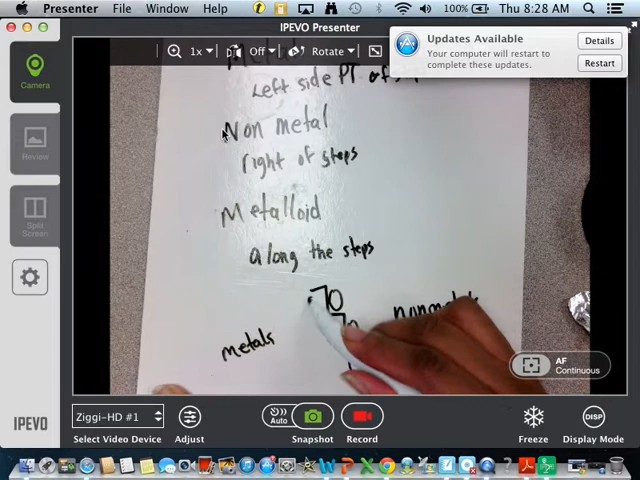 Presenter File Window Help 100% Thu 8:28 AM
IPEVO Presenter
1x Off Rotate
Updates Available
Your computer will restart to complete these updates.
Details
Restart
Camera
Review
Split Screen
IPEVO
Left side PT of
Non metal
right of steps
Metalloid
along the steps
nonmetals
metals
AF
Continuous
Ziggi-HD #1
Auto
DISP
Select Video Device Adjust Snapshot Record Freeze Display Mode